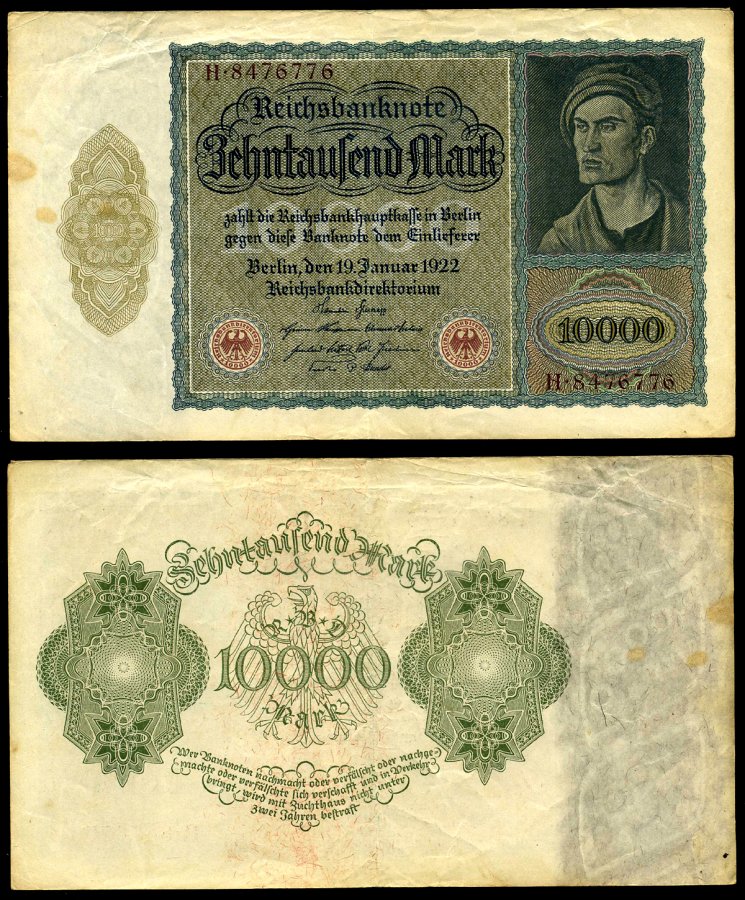 H·8476776
Reichsbanknote
Zehntausend Mark
10000
zahlt die Reichsbankhauptkasse in Berlin
gegen diese Banknote dem Einlieferer
Berlin, den 19. Januar 1922
Reichsbankdirektorium
10000
H·8476776
Zehntausend Mark
R·B·D
10000
Mark
Wer Banknoten nachmacht oder verfälscht oder nachge-
machte oder verfälschte sich verschafft und in Verkehr
bringt, wird mit Zuchthaus nicht unter
zwei Jahren bestraft